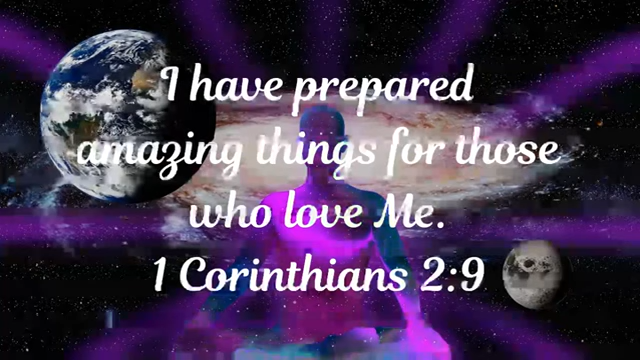 I have prepared
amazing things for those
who love Me.
1 Corinthians 2:9